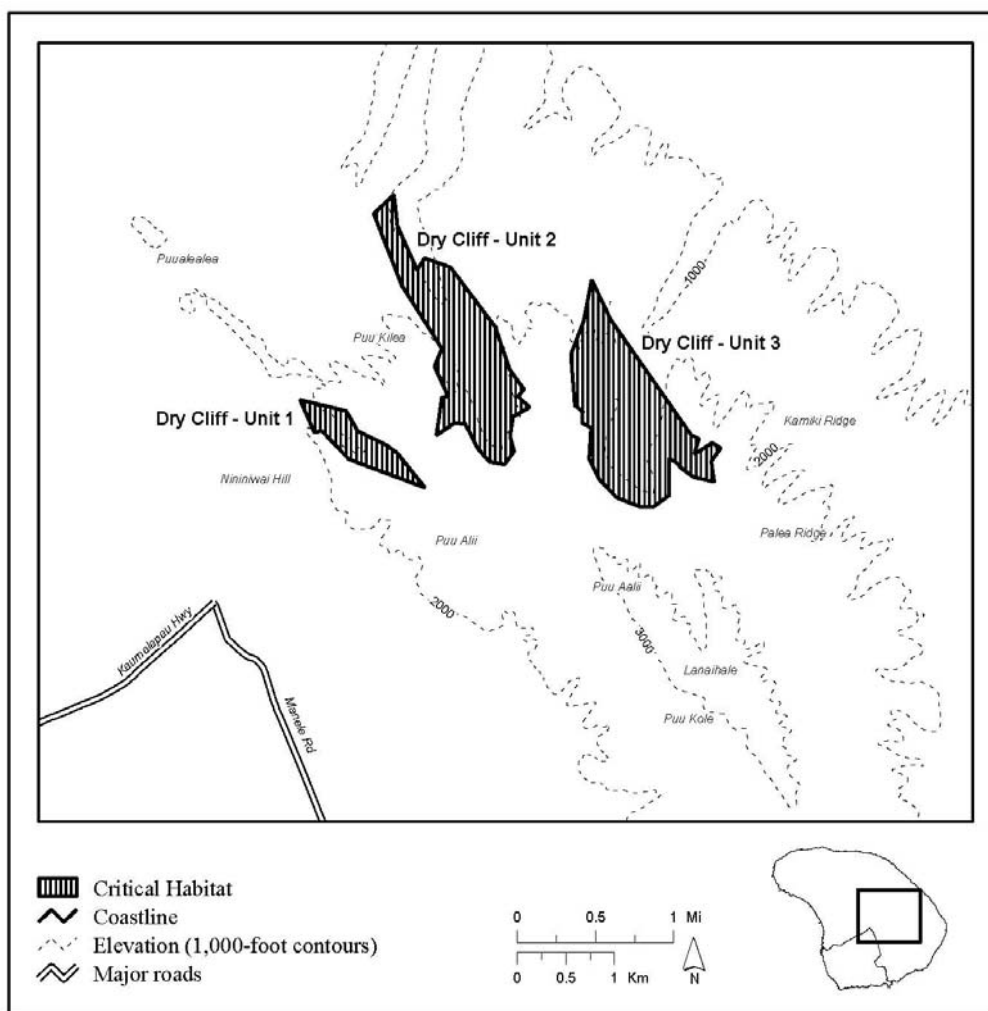 Dry Cliff - Unit 2
Puualealea
1000
Puu Kilea
Dry Cliff - Unit 3
Dry Cliff - Unit 1
Kamiki Ridge
2000
Nininiwai Hill
Puu Alii
Palea Ridge
Puu Aalii
2000
3000
Kaumalapau Hwy
Lanaihale
Manele Rd
Puu Kole
Critical Habitat
Coastline
Elevation (1,000-foot contours)
Major roads
0 0.5 1 Mi
0 0.5 1 Km
N